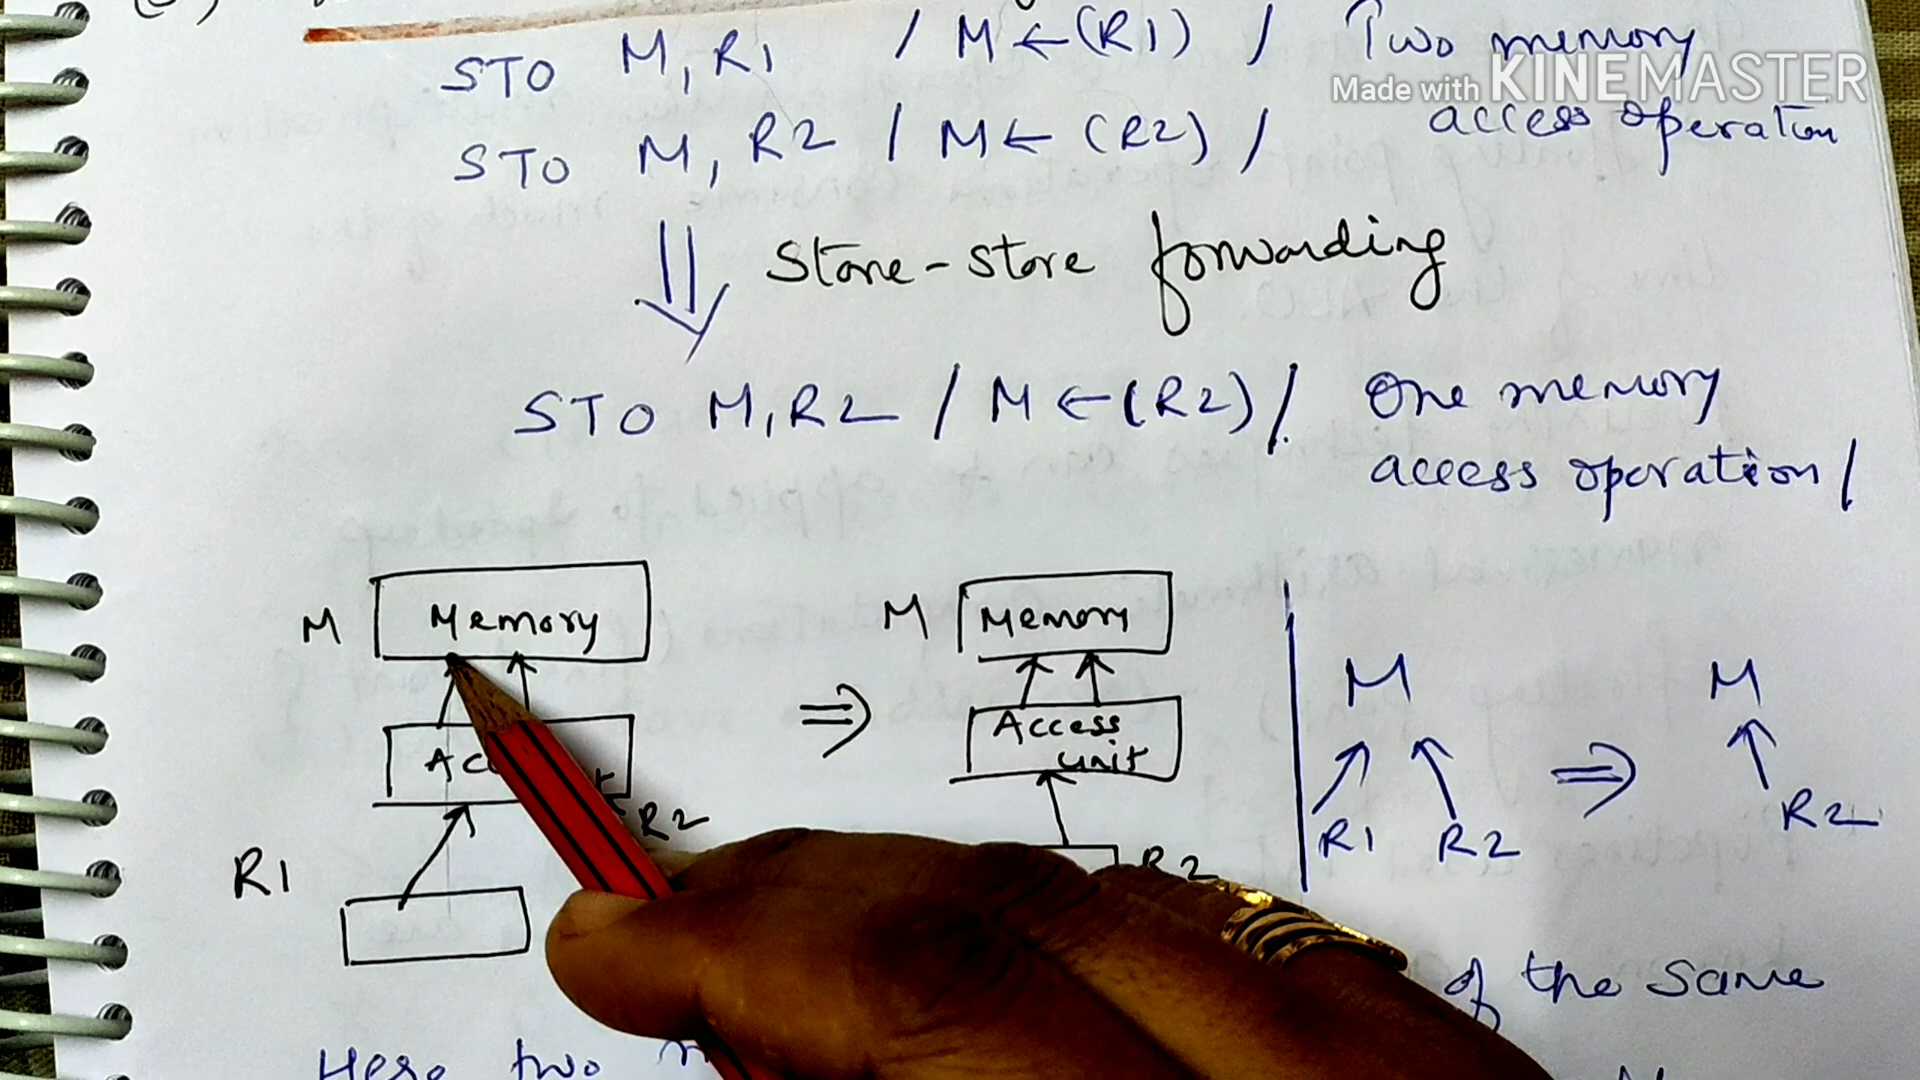 STO M, R1 / M ← (R1) / Two memory
Made with KINEMASTER
access operation
STO M, R2 / M ← (R2) /
⇓ Store-store forwarding
STO M, R2 / M ← (R2) / One memory
access operation /
M Memory
M Memory
Access
unit
R2
R1
R2
M
R1 R2
⇒
M
R2
of the same
Here two